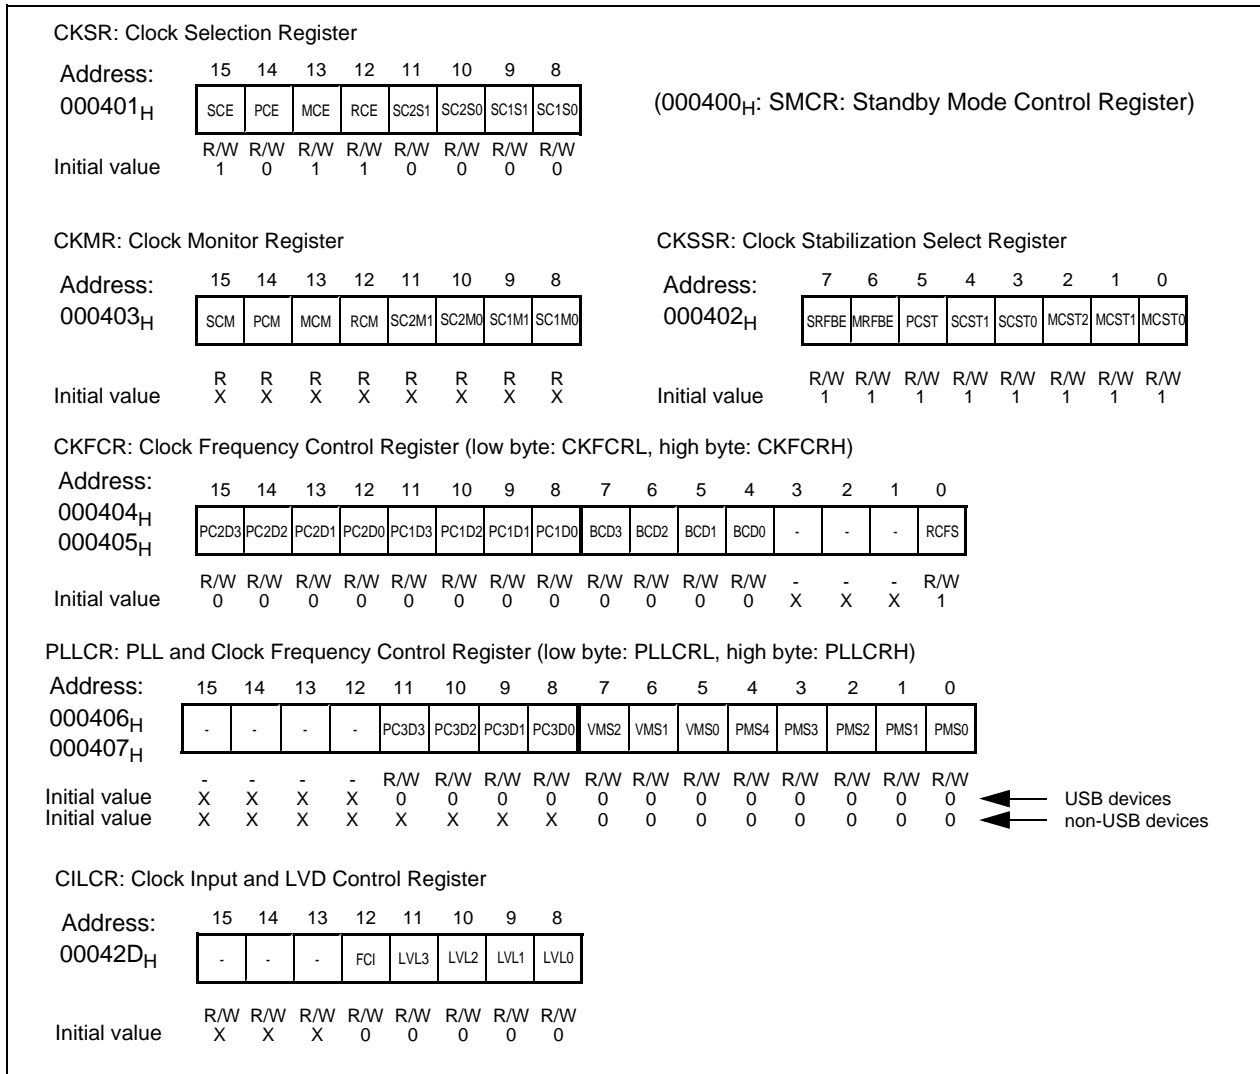 CKSR: Clock Selection Register
Address: 15 14 13 12 11 10 9 8
000401H SCE PCE MCE RCE SC2S1 SC2S0 SC1S1 SC1S0 (000400H: SMCR: Standby Mode Control Register)
R/W R/W R/W R/W R/W R/W R/W R/W
Initial value 1 0 1 1 0 0 0 0
CKMR: Clock Monitor Register
Address: 15 14 13 12 11 10 9 8
000403H SCM PCM MCM RCM SC2M1 SC2M0 SC1M1 SC1M0
R R R R R R R R
Initial value X X X X X X X X
CKSSR: Clock Stabilization Select Register
Address: 7 6 5 4 3 2 1 0
000402H SRFBE MRFBE PCST SCST1 SCST0 MCST2 MCST1 MCST0
R/W R/W R/W R/W R/W R/W R/W R/W
Initial value 1 1 1 1 1 1 1 1
CKFCR: Clock Frequency Control Register (low byte: CKFCRL, high byte: CKFCRH)
Address: 15 14 13 12 11 10 9 8 7 6 5 4 3 2 1 0
000404H
000405H PC2D3 PC2D2 PC2D1 PC2D0 PC1D3 PC1D2 PC1D1 PC1D0 BCD3 BCD2 BCD1 BCD0 - - - RCFS
R/W R/W R/W R/W R/W R/W R/W R/W R/W R/W R/W R/W - - - R/W
Initial value 0 0 0 0 0 0 0 0 0 0 0 0 X X X 1
PLLCR: PLL and Clock Frequency Control Register (low byte: PLLCRL, high byte: PLLCRH)
Address: 15 14 13 12 11 10 9 8 7 6 5 4 3 2 1 0
000406H
000407H - - - - PC3D3 PC3D2 PC3D1 PC3D0 VMS2 VMS1 VMS0 PMS4 PMS3 PMS2 PMS1 PMS0
- - - - R/W R/W R/W R/W R/W R/W R/W R/W R/W R/W R/W R/W
Initial value X X X X 0 0 0 0 0 0 0 0 0 0 0 0 USB devices
Initial value X X X X X X X X 0 0 0 0 0 0 0 0 non-USB devices
CILCR: Clock Input and LVD Control Register
Address: 15 14 13 12 11 10 9 8
00042DH - - - FCI LVL3 LVL2 LVL1 LVL0
R/W R/W R/W R/W R/W R/W R/W R/W
Initial value X X X 0 0 0 0 0